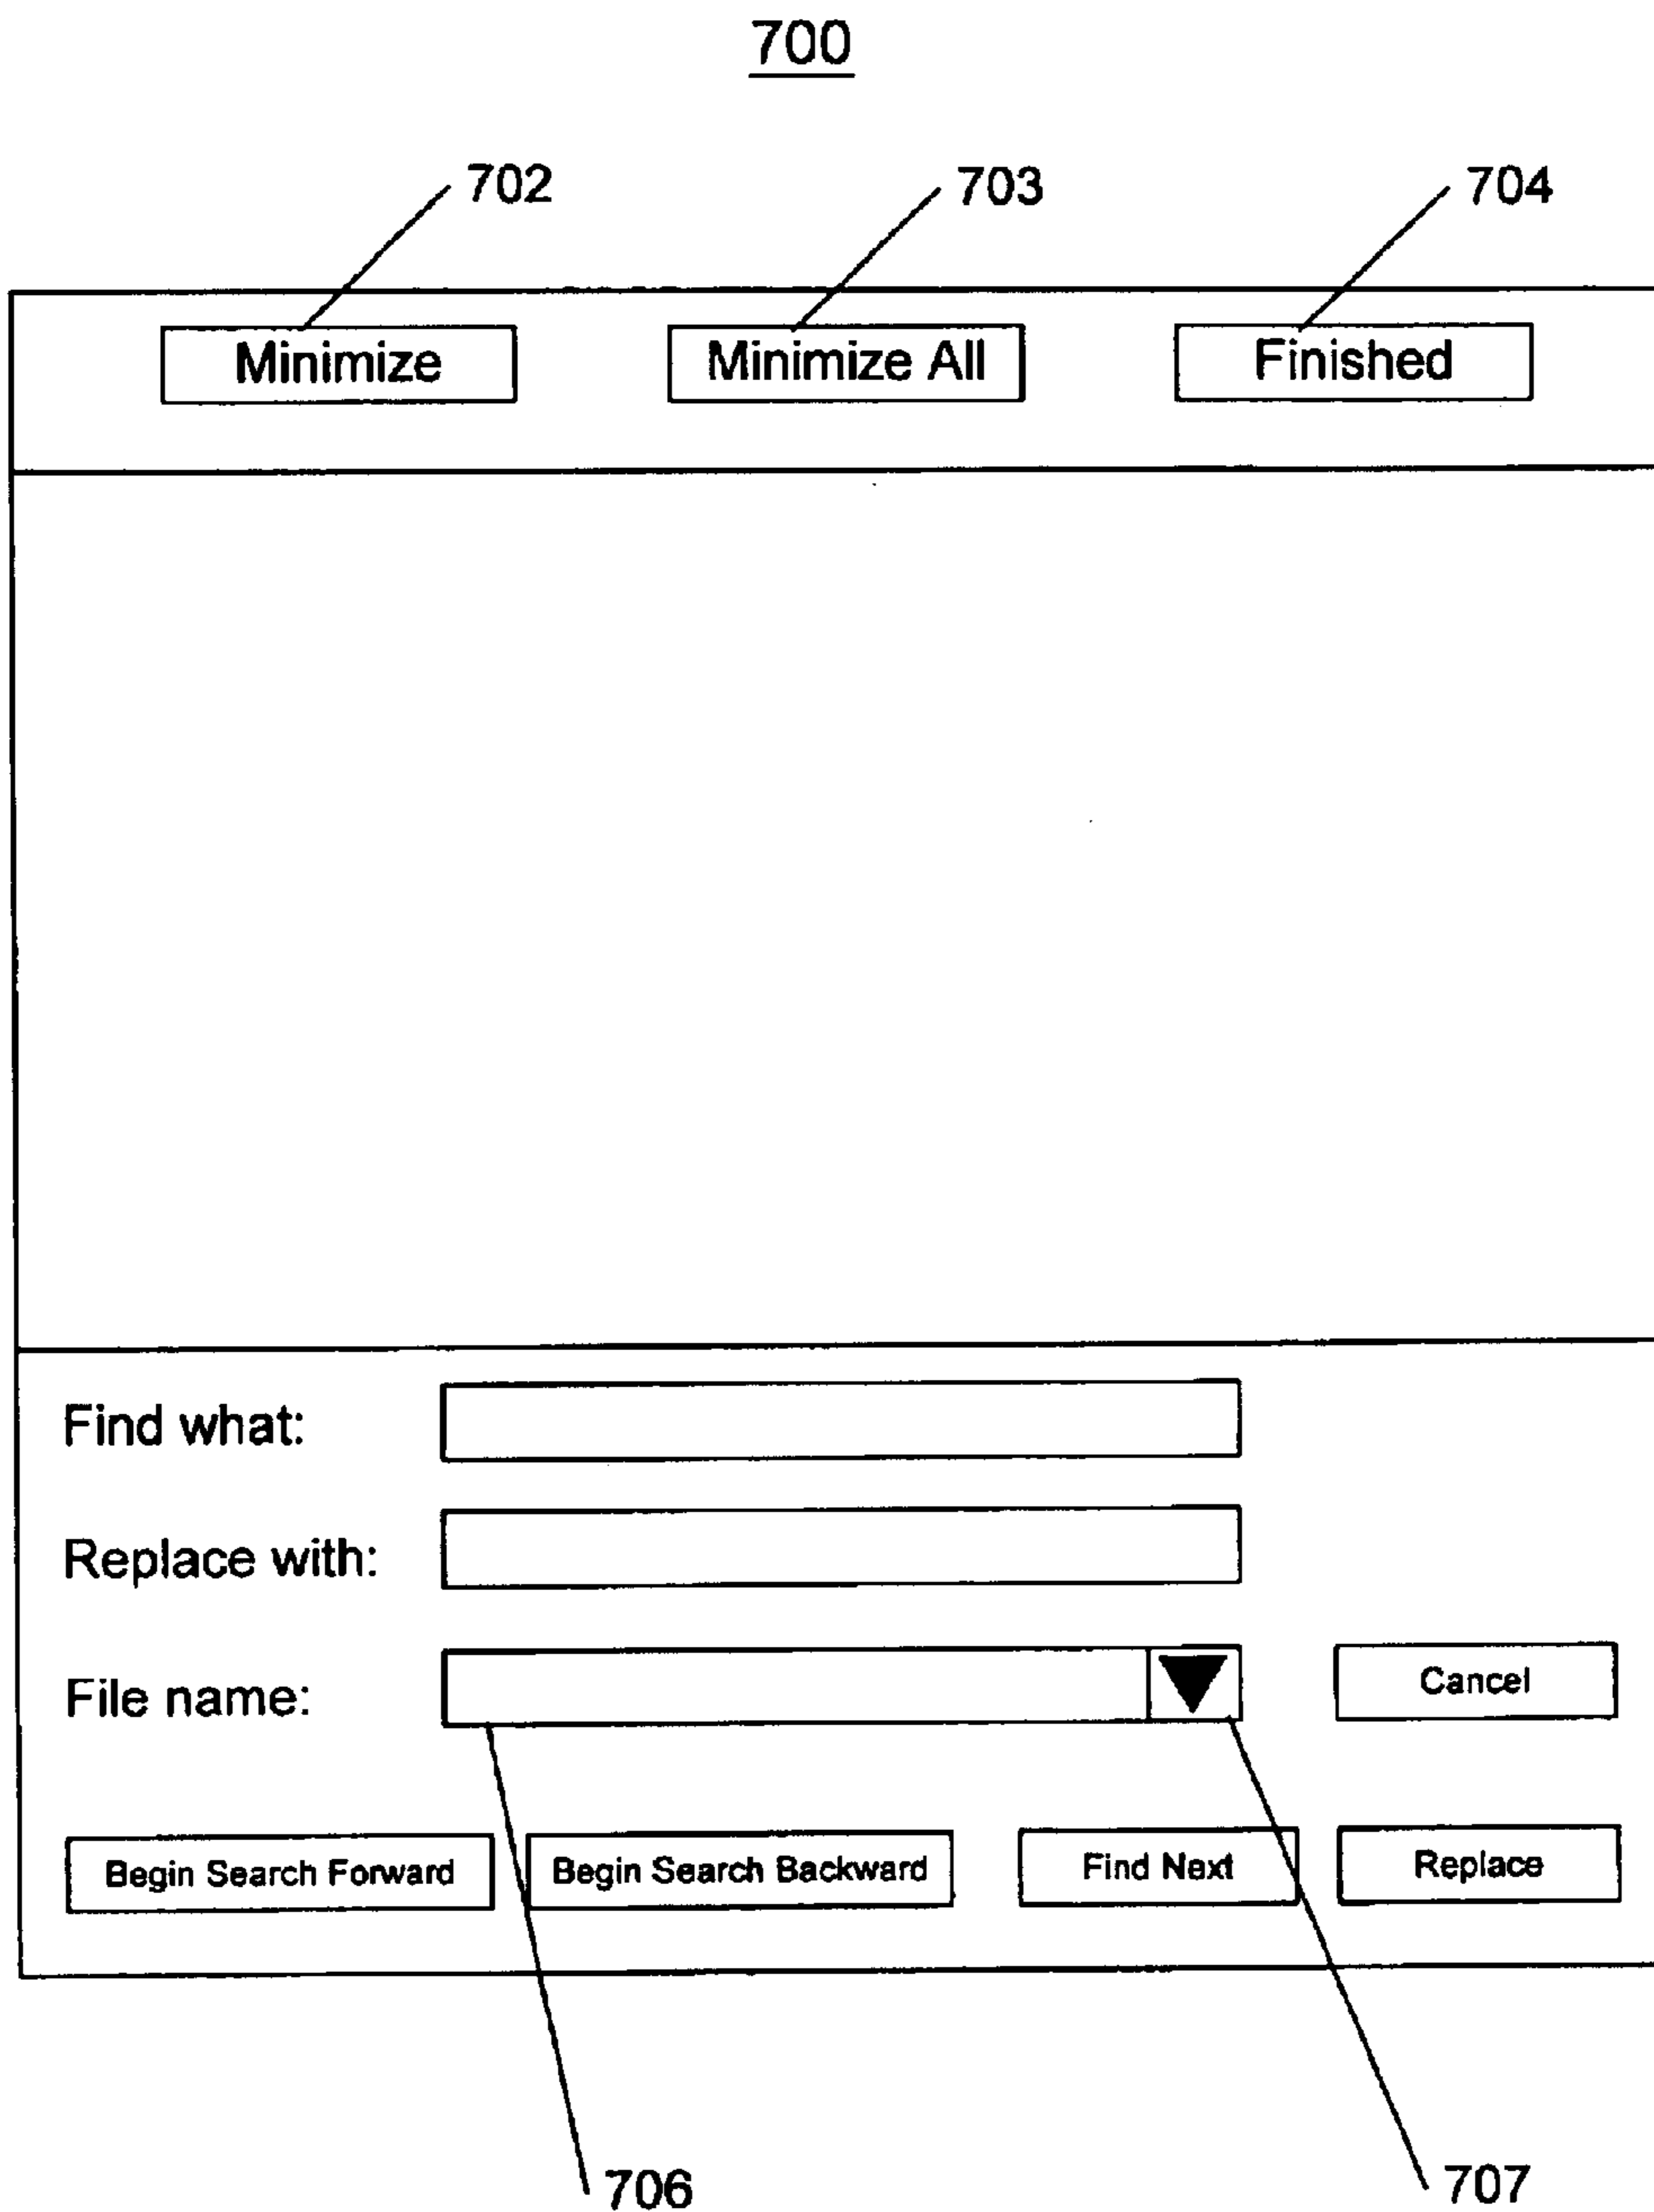 700
702 703 704
Minimize Minimize All Finished
Find what:
Replace with:
File name: Cancel
Begin Search Forward Begin Search Backward Find Next Replace
706 707